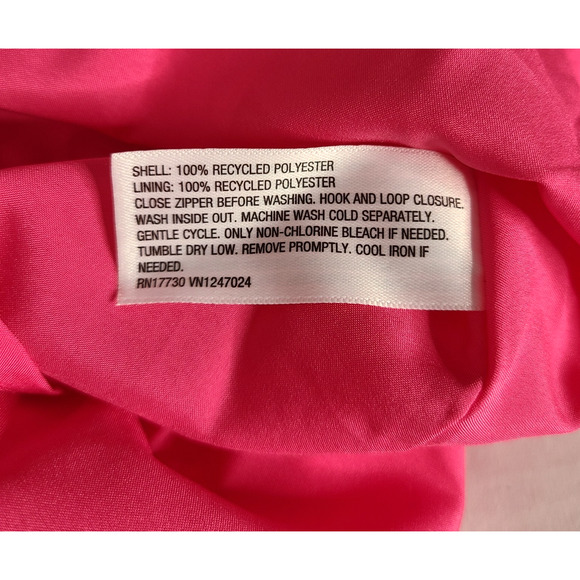 SHELL: 100% RECYCLED POLYESTER
LINING: 100% RECYCLED POLYESTER
CLOSE ZIPPER BEFORE WASHING. HOOK AND LOOP CLOSURE.
WASH INSIDE OUT. MACHINE WASH COLD SEPARATELY.
GENTLE CYCLE. ONLY NON-CHLORINE BLEACH IF NEEDED.
TUMBLE DRY LOW. REMOVE PROMPTLY. COOL IRON IF
NEEDED.
RN17730 VN1247024